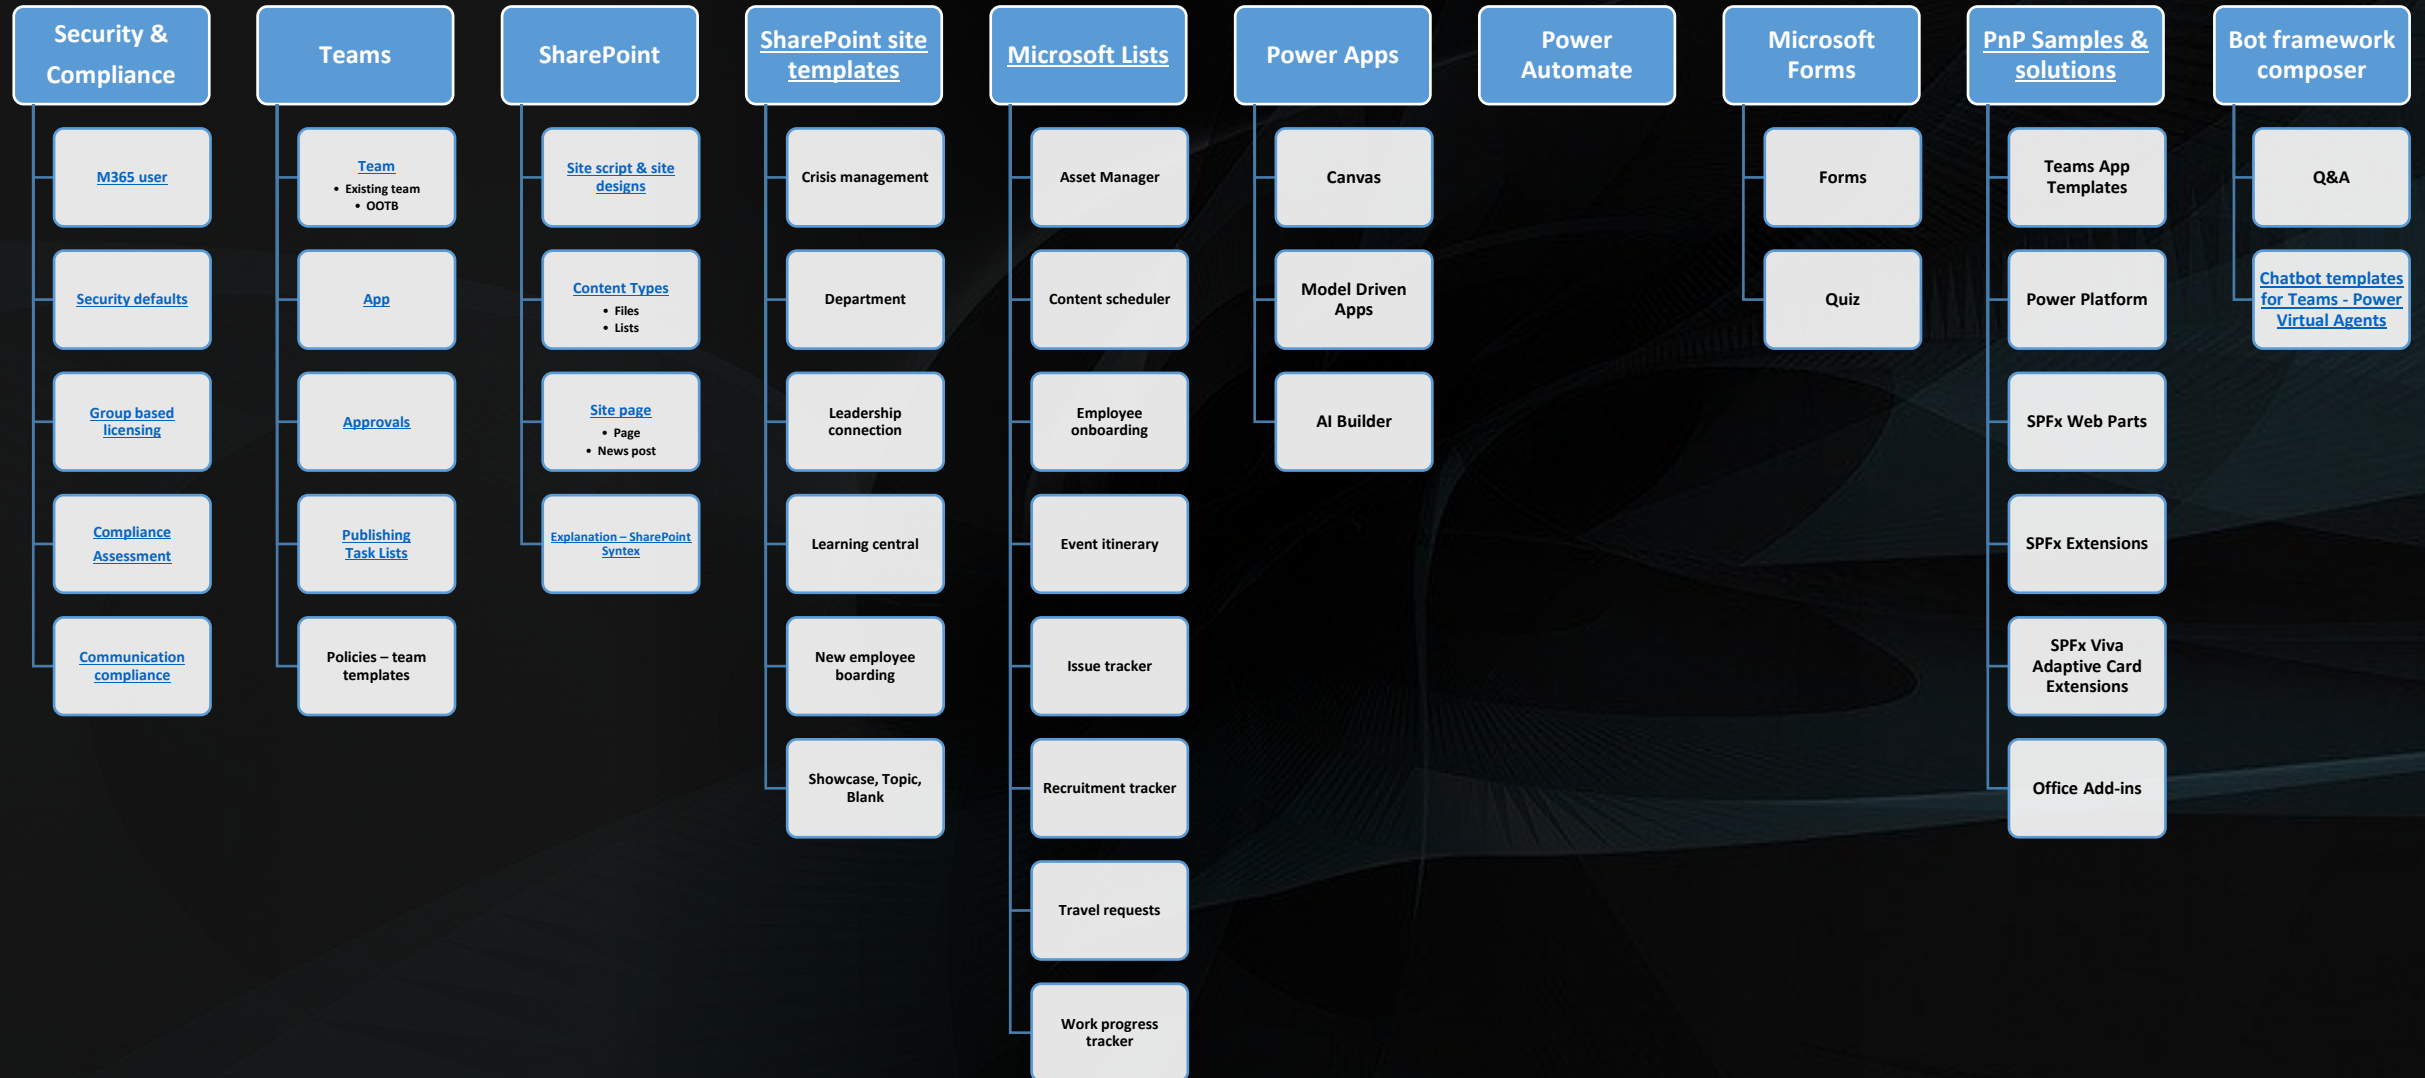 Security &
Compliance
M365 user
Security defaults
Group based
licensing
Compliance
Assessment
Communication
compliance
Teams
Team
• Existing team
• OOTB
App
Approvals
Publishing
Task Lists
Policies – team
templates
SharePoint
Site script & site
designs
Content Types
• Files
• Lists
Site page
• Page
• News post
Explanation – SharePoint
Syntex
SharePoint site
templates
Crisis management
Department
Leadership
connection
Learning central
New employee
boarding
Showcase, Topic,
Blank
Microsoft Lists
Asset Manager
Content scheduler
Employee
onboarding
Event itinerary
Issue tracker
Recruitment tracker
Travel requests
Work progress
tracker
Power Apps
Canvas
Model Driven
Apps
AI Builder
Power
Automate
Microsoft
Forms
Forms
Quiz
PnP Samples &
solutions
Teams App
Templates
Power Platform
SPFx Web Parts
SPFx Extensions
SPFx Viva
Adaptive Card
Extensions
Office Add-ins
Bot framework
composer
Q&A
Chatbot templates
for Teams - Power
Virtual Agents